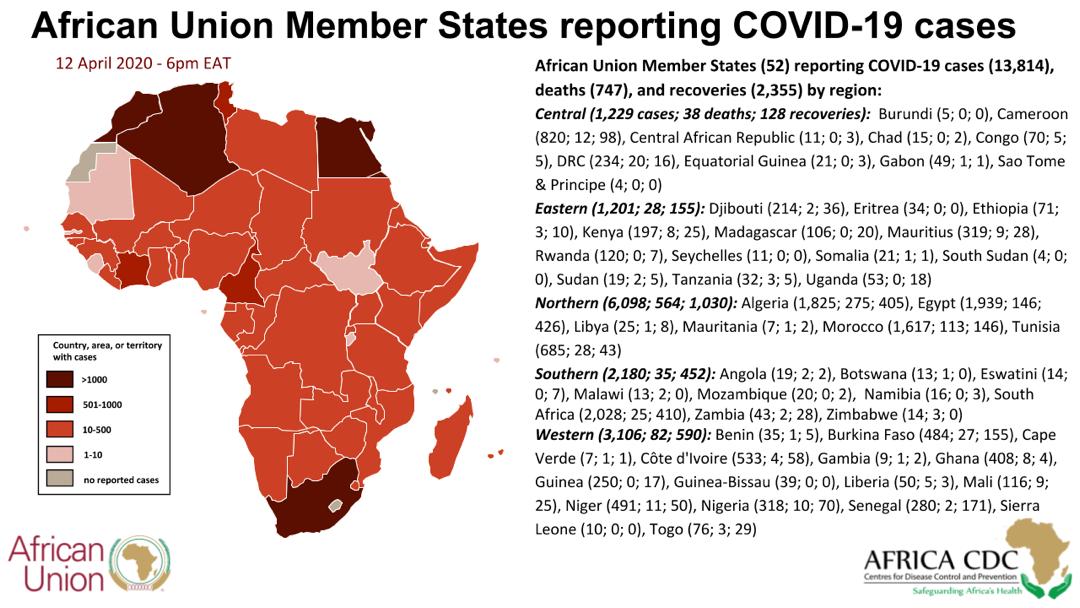 African Union Member States reporting COVID-19 cases
12 April 2020 - 6pm EAT
African Union Member States (52) reporting COVID-19 cases (13,814),
deaths (747), and recoveries (2,355) by region:
Central (1,229 cases; 38 deaths; 128 recoveries): Burundi (5; 0; 0), Cameroon
(820; 12; 98), Central African Republic (11; 0; 3), Chad (15; 0; 2), Congo (70; 5;
5), DRC (234; 20; 16), Equatorial Guinea (21; 0; 3), Gabon (49; 1; 1), Sao Tome
& Principe (4; 0; 0)
Eastern (1,201; 28; 155): Djibouti (214; 2; 36), Eritrea (34; 0; 0), Ethiopia (71;
3; 10), Kenya (197; 8; 25), Madagascar (106; 0; 20), Mauritius (319; 9; 28),
Rwanda (120; 0; 7), Seychelles (11; 0; 0), Somalia (21; 1; 1), South Sudan (4; 0;
0), Sudan (19; 2; 5), Tanzania (32; 3; 5), Uganda (53; 0; 18)
Northern (6,098; 564; 1,030): Algeria (1,825; 275; 405), Egypt (1,939; 146;
426), Libya (25; 1; 8), Mauritania (7; 1; 2), Morocco (1,617; 113; 146), Tunisia
(685; 28; 43)
Southern (2,180; 35; 452): Angola (19; 2; 2), Botswana (13; 1; 0), Eswatini (14;
0; 7), Malawi (13; 2; 0), Mozambique (20; 0; 2), Namibia (16; 0; 3), South
Africa (2,028; 25; 410), Zambia (43; 2; 28), Zimbabwe (14; 3; 0)
Western (3,106; 82; 590): Benin (35; 1; 5), Burkina Faso (484; 27; 155), Cape
Verde (7; 1; 1), Côte d'Ivoire (533; 4; 58), Gambia (9; 1; 2), Ghana (408; 8; 4),
Guinea (250; 0; 17), Guinea-Bissau (39; 0; 0), Liberia (50; 5; 3), Mali (116; 9;
25), Niger (491; 11; 50), Nigeria (318; 10; 70), Senegal (280; 2; 171), Sierra
Leone (10; 0; 0), Togo (76; 3; 29)
Country, area, or territory
with cases
>1000
501-1000
10-500
1-10
no reported cases
African
Union
AFRICA CDC
Centres for Disease Control and Prevention
Safeguarding Africa's Health